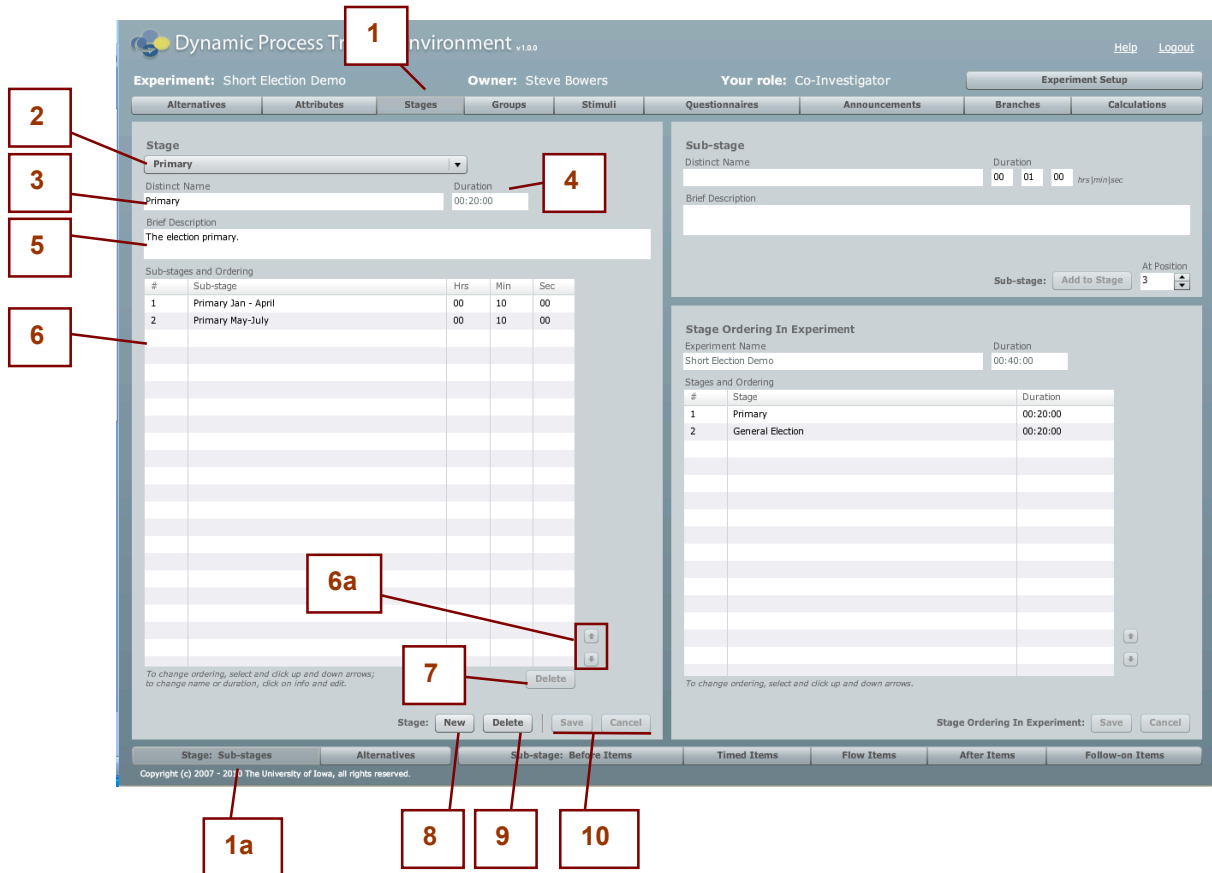 1
Dynamic Process Tr nvironment v1.0.0
Help Logout
Experiment: Short Election Demo Owner: Steve Bowers Your role: Co-Investigator Experiment Setup
Alternatives Attributes Stages Groups Stimuli Questionnaires Announcements Branches Calculations
2
Stage
Primary
3
Distinct Name Duration
Primary 00:20:00
4
Brief Description
The election primary.
5
Sub-stages and Ordering
# Sub-stage Hrs Min Sec
1 Primary Jan - April 00 10 00
2 Primary May-July 00 10 00
6
6a
To change ordering, select and click up and down arrows;
to change name or duration, click on info and edit.
7
Delete
Stage: New Delete Save Cancel
Sub-stage
Distinct Name Duration
00 01 00 hrs|min|sec
Brief Description
At Position
Sub-stage: Add to Stage 3
Stage Ordering In Experiment
Experiment Name Duration
Short Election Demo 00:40:00
Stages and Ordering
# Stage Duration
1 Primary 00:20:00
2 General Election 00:20:00
To change ordering, select and click up and down arrows.
Stage Ordering In Experiment: Save Cancel
Stage: Sub-stages Alternatives Sub-stage: Before Items Timed Items Flow Items After Items Follow-on Items
Copyright (c) 2007 - 2010 The University of Iowa, all rights reserved.
1a
8
9
10